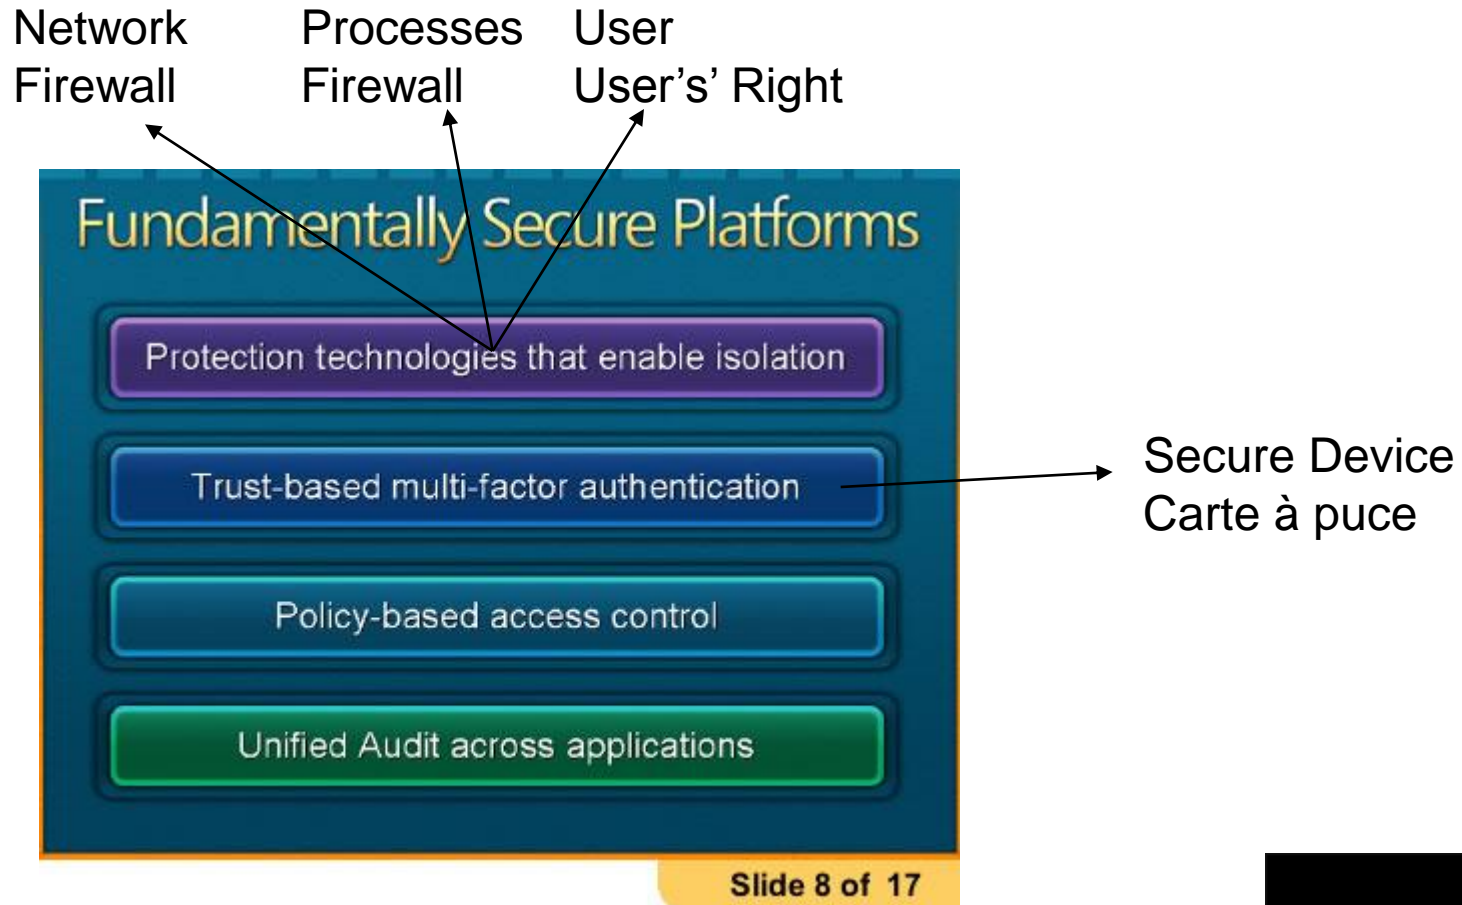 Network Processes User
Firewall Firewall User's’ Right
Fundamentally Secure Platforms
Protection technologies that enable isolation
Trust-based multi-factor authentication
Secure Device
Carte à puce
Policy-based access control
Unified Audit across applications
Slide 8 of 17